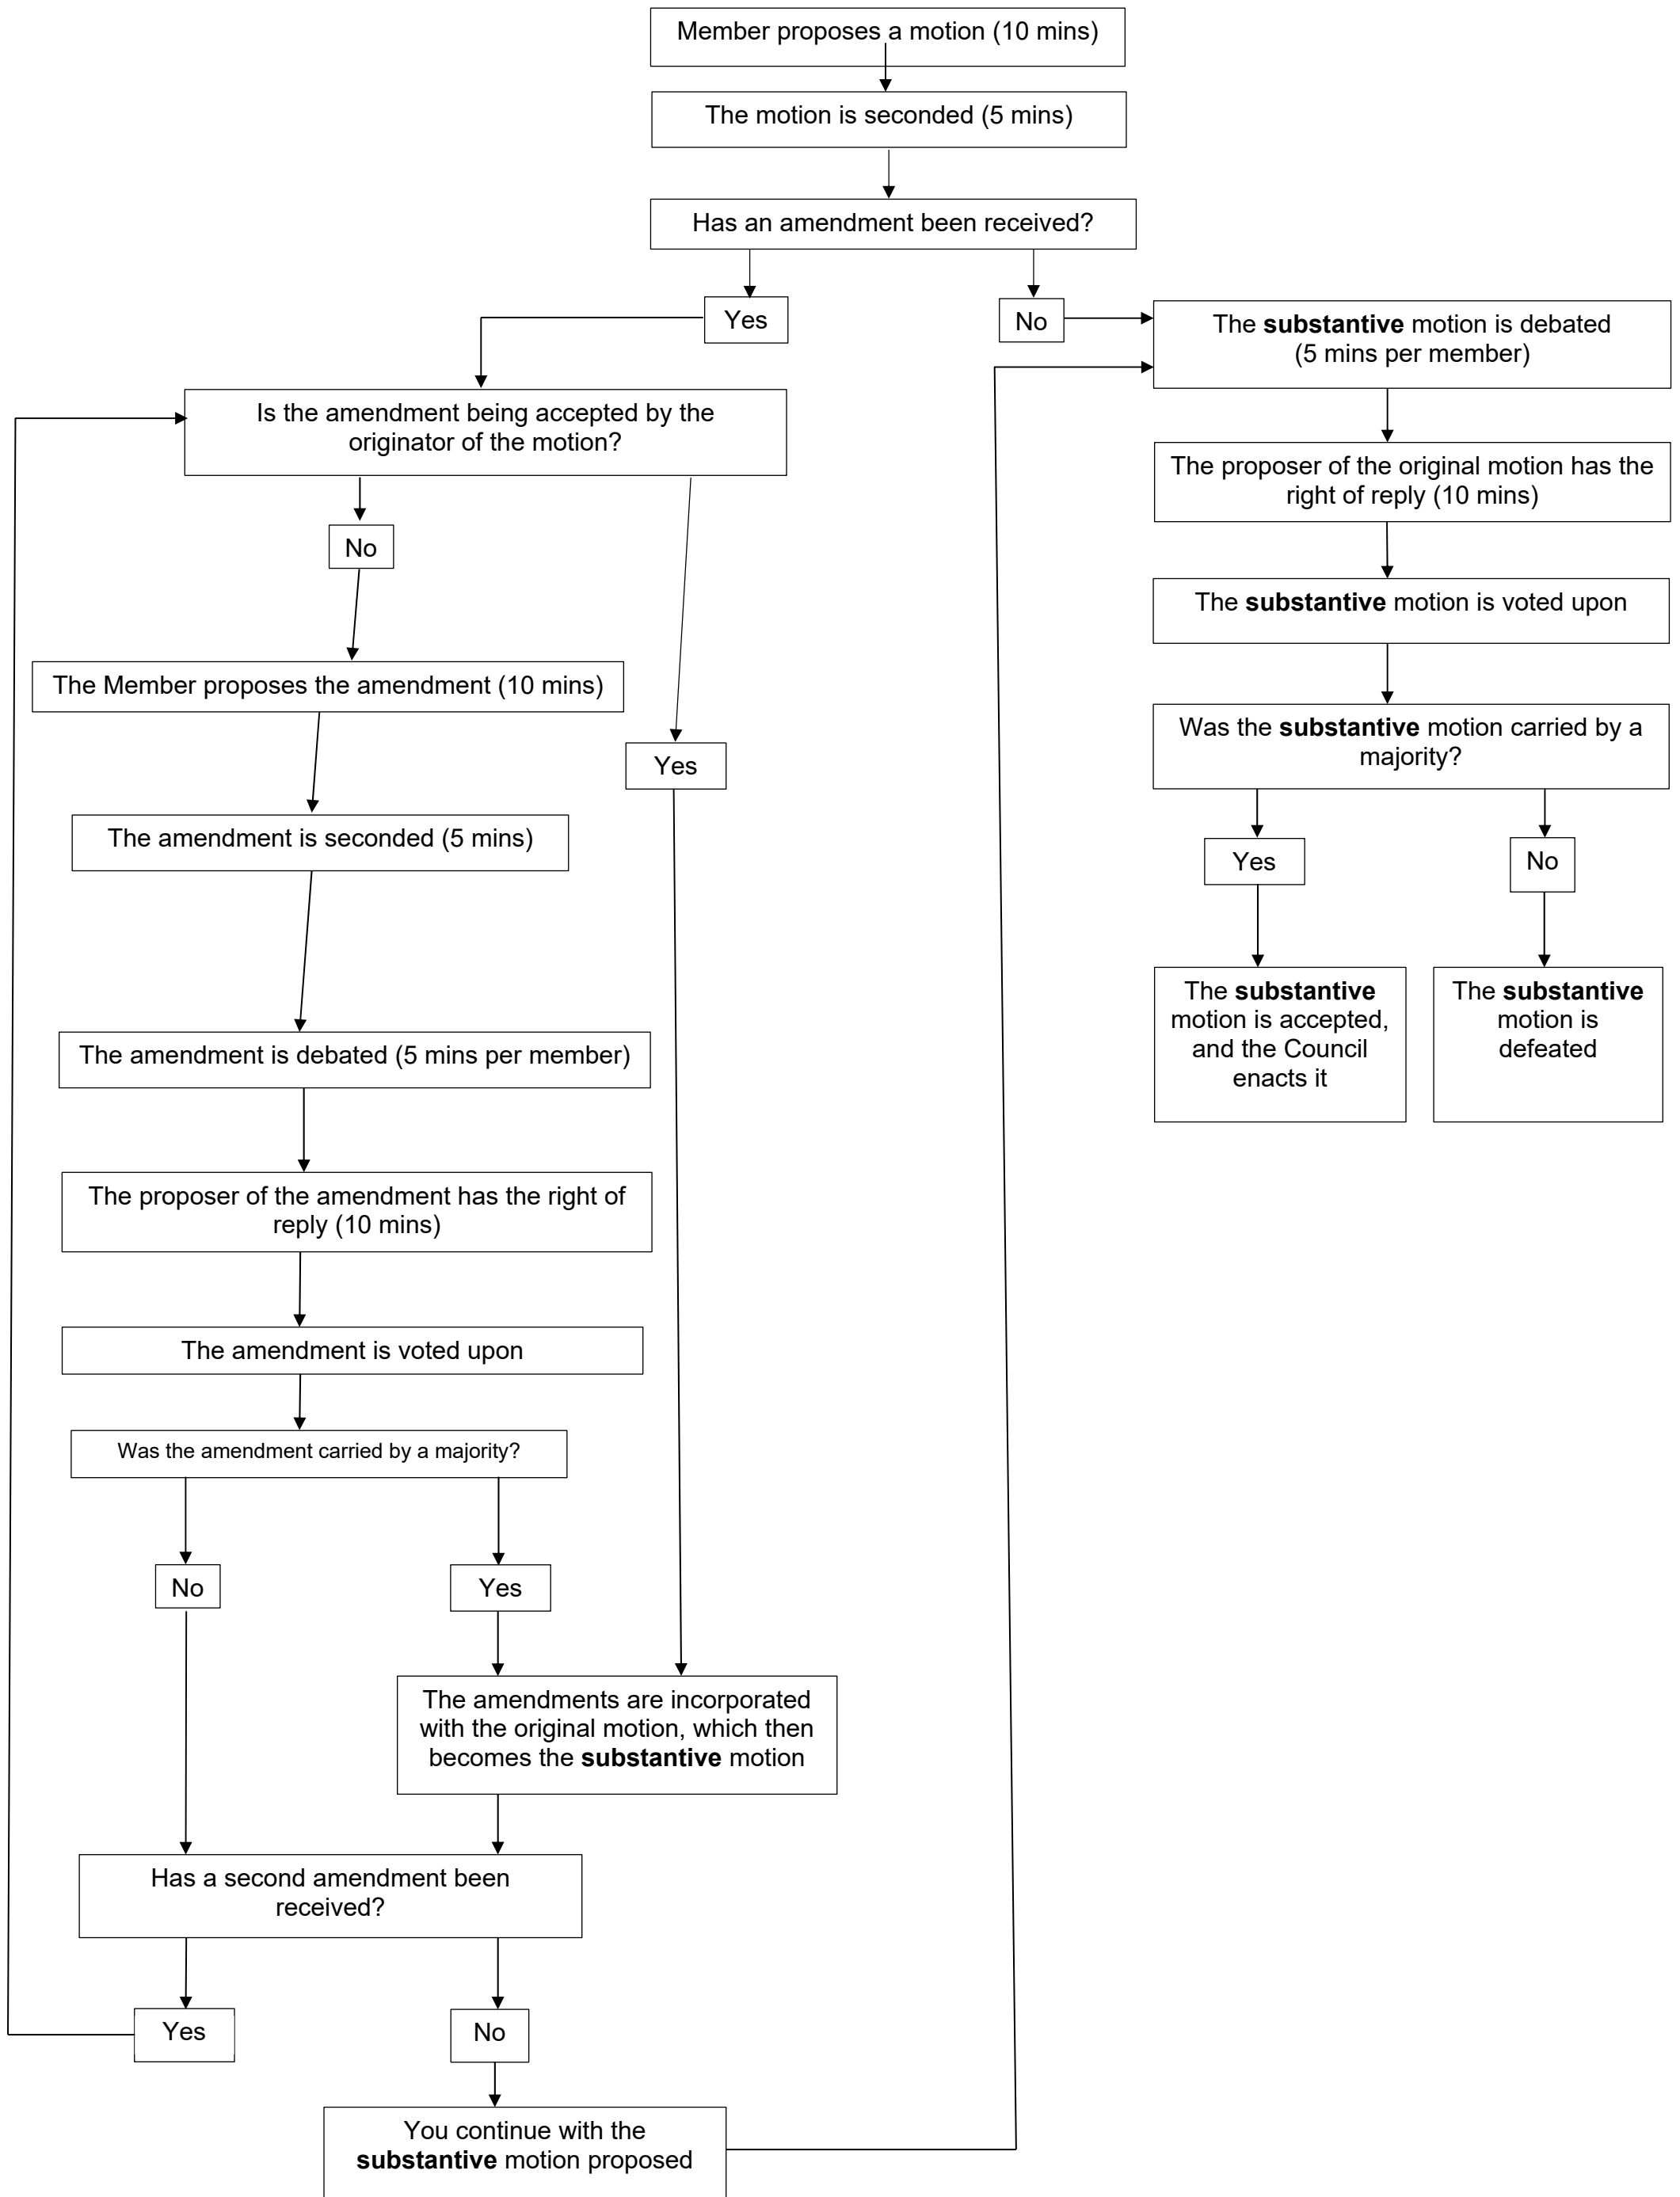 Member proposes a motion (10 mins)
The motion is seconded (5 mins)
Has an amendment been received?
Yes
No
The substantive motion is debated
(5 mins per member)
Is the amendment being accepted by the
originator of the motion?
The proposer of the original motion has the
right of reply (10 mins)
No
The substantive motion is voted upon
The Member proposes the amendment (10 mins)
Was the substantive motion carried by a
majority?
Yes
The amendment is seconded (5 mins)
Yes
No
The substantive
motion is accepted,
and the Council
enacts it
The substantive
motion is
defeated
The amendment is debated (5 mins per member)
The proposer of the amendment has the right of
reply (10 mins)
The amendment is voted upon
Was the amendment carried by a majority?
No
Yes
The amendments are incorporated
with the original motion, which then
becomes the substantive motion
Has a second amendment been
received?
Yes
No
You continue with the
substantive motion proposed